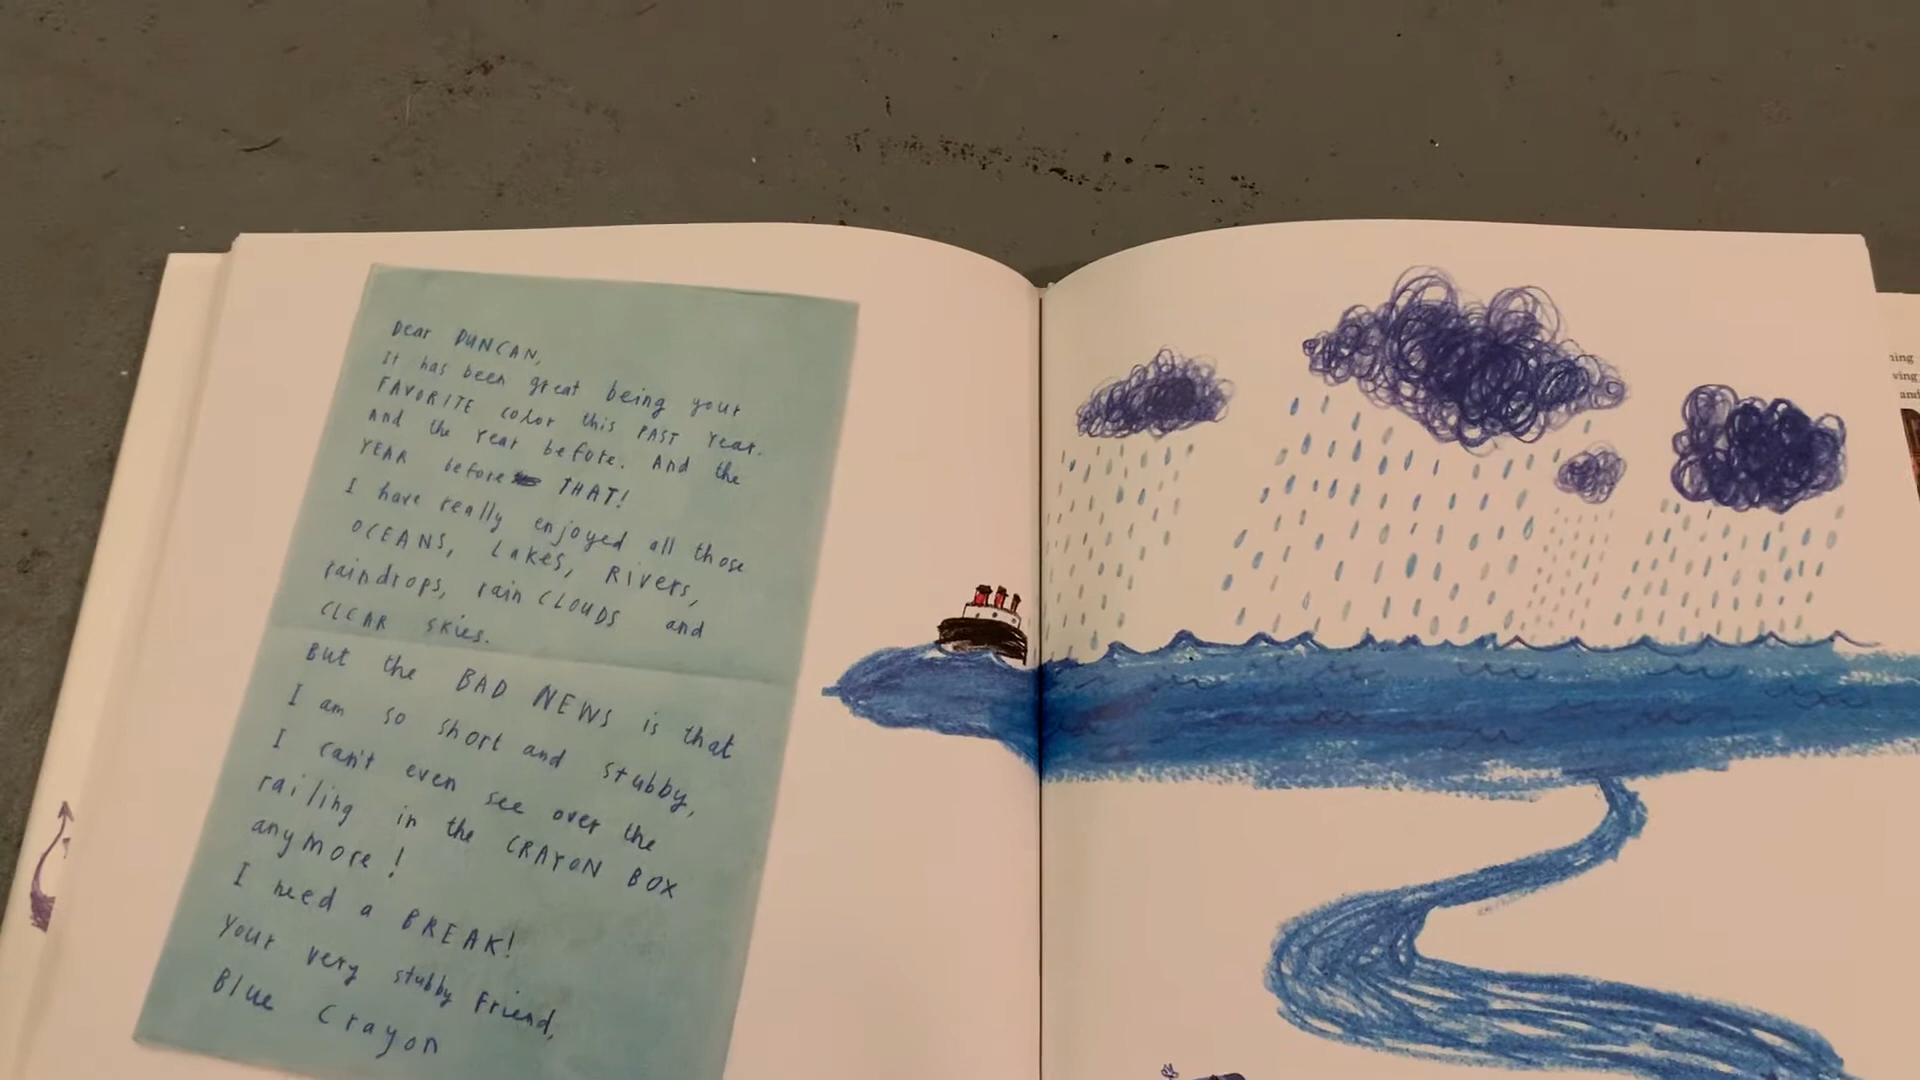 Dear DUNCAN,
It has been great being your
FAVORITE color this PAST Year.
And the Year before. And the
YEAR before THAT!
I have really enjoyed all those
OCEANS, Lakes, Rivers,
raindrops, rain CLOUDS and
CLEAR skies.
But the BAD NEWS is that
I am so short and stubby,
I can't even see over the
railing in the CRAYON BOX
anymore!
I need a BREAK!
Your very stubby Friend,
Blue Crayon